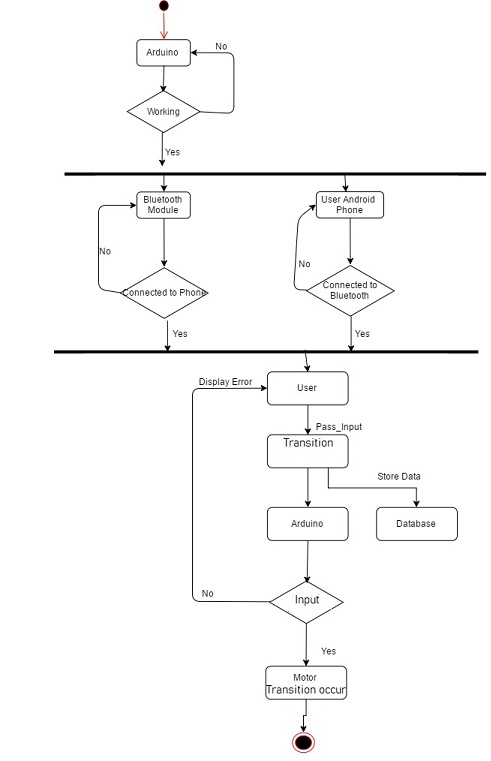 Arduino
No
Working
Yes
Bluetooth
Module
User Android
Phone
No
No
Connected to Phone
Connected to
Bluetooth
Yes
Yes
Display Error
User
Pass_Input
Transition
Store Data
Arduino
Database
No
Input
Yes
Motor
Transition occur